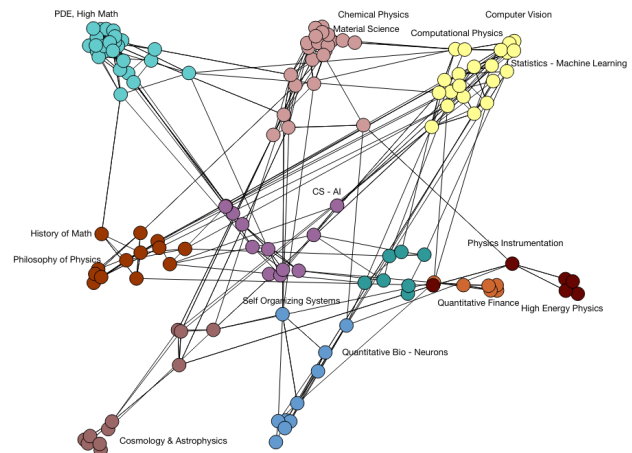 PDE, High Math
Chemical Physics
Computer Vision
Material Science
Computational Physics
Statistics - Machine Learning
CS - AI
History of Math
Philosophy of Physics
Physics Instrumentation
Self Organizing Systems
Quantitative Finance
High Energy Physics
Quantitative Bio - Neurons
Cosmology & Astrophysics